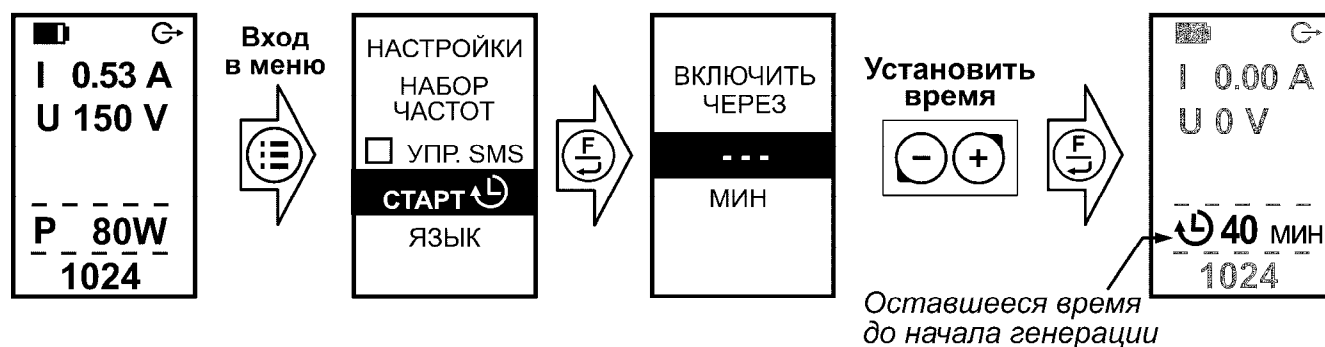 I 0.53 A
U 150 V
P 80W
1024
Вход
в меню
НАСТРОЙКИ
НАБОР
ЧАСТОТ
УПР. SMS
СТАРТ
ЯЗЫК
F
ВКЛЮЧИТЬ
ЧЕРЕЗ
---
МИН
Установить
время
- +
F
I 0.00 A
U 0 V
40 МИН
1024
Оставшееся время
до начала генерации